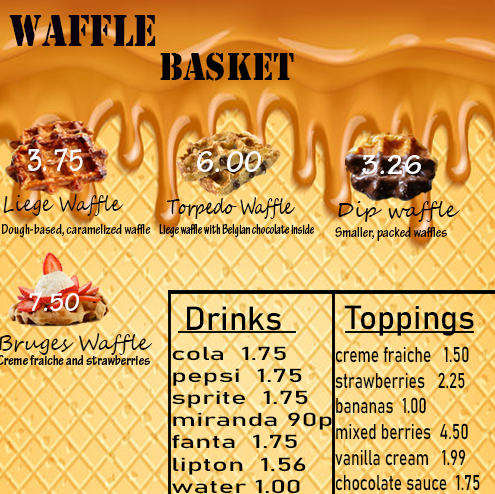 WAFFLE
BASKET
3.75
6.00
3.26
Liege Waffle
Torpedo Waffle
Dip waffle
Dough-based, caramelized waffle
Liege waffle with Belgian chocolate inside
Smaller, packed waffles
7.50
Bruges Waffle
Creme fraiche and strawberries
Drinks
cola 1.75
pepsi 1.75
sprite 1.75
miranda 90p
fanta 1.75
lipton 1.56
water 1.00
Toppings
creme fraiche 1.50
strawberries 2.25
bananas 1.00
mixed berries 4.50
vanilla cream 1.99
chocolate sauce 1.75